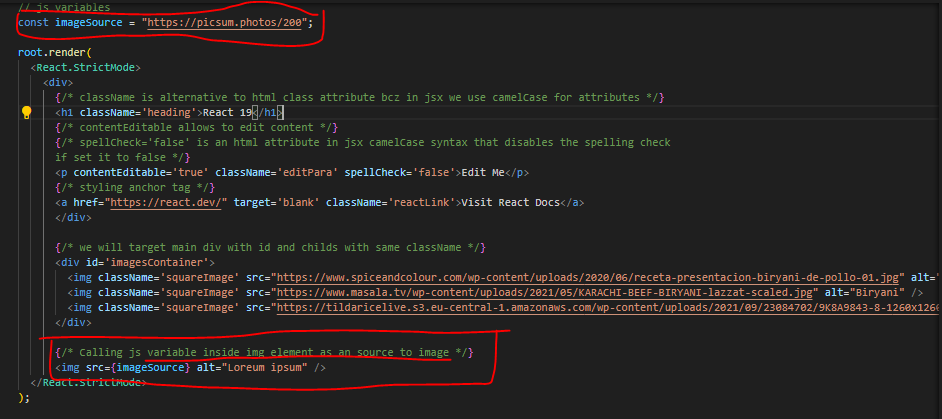 // js variables
const imageSource = "https://picsum.photos/200";
root.render(
<React.StrictMode>
<div>
{/* className is alternative to html class attribute bcz in jsx we use camelCase for attributes */}
<h1 className='heading'>React 19</h1>
{/* contentEditable allows to edit content */}
{/* spellCheck='false' is an html attribute in jsx camelCase syntax that disables the spelling check
if set it to false */}
<p contentEditable='true' className='editPara' spellCheck='false'>Edit Me</p>
{/* styling anchor tag */}
<a href="https://react.dev/" target='blank' className='reactLink'>Visit React Docs</a>
</div>
{/* we will target main div with id and childs with same className */}
<div id='imagesContainer'>
<img className='squareImage' src="https://www.spiceandcolour.com/wp-content/uploads/2020/06/receta-presentacion-biryani-de-pollo-01.jpg" alt="
<img className='squareImage' src="https://www.masala.tv/wp-content/uploads/2021/05/KARACHI-BEEF-BIRYANI-lazzat-scaled.jpg" alt="Biryani" />
<img className='squareImage' src="https://tildaricelive.s3.eu-central-1.amazonaws.com/wp-content/uploads/2021/09/23084702/9K8A9843-8-1260x1260
</div>
{/* Calling js variable inside img element as an source to image */}
<img src={imageSource} alt="Loreum ipsum" />
</React.StrictMode>
);